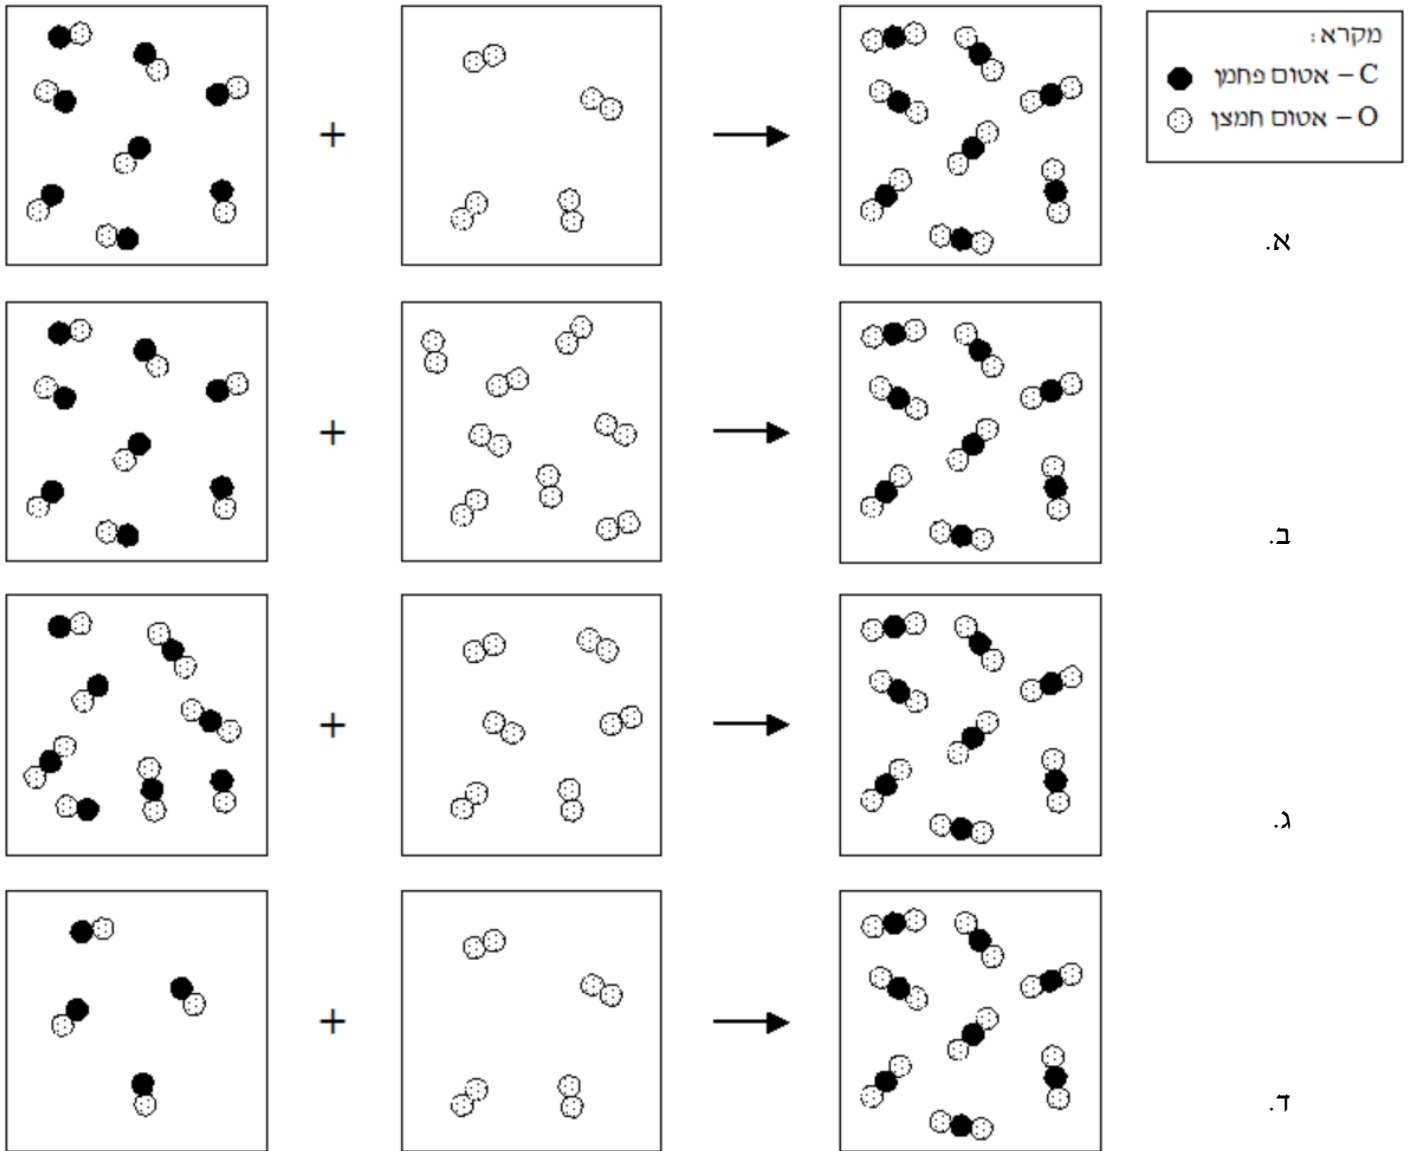 מקרא:
C – אטום פחמן
O – אטום חמצן
+
א.
+
ב.
+
ג.
+
ד.